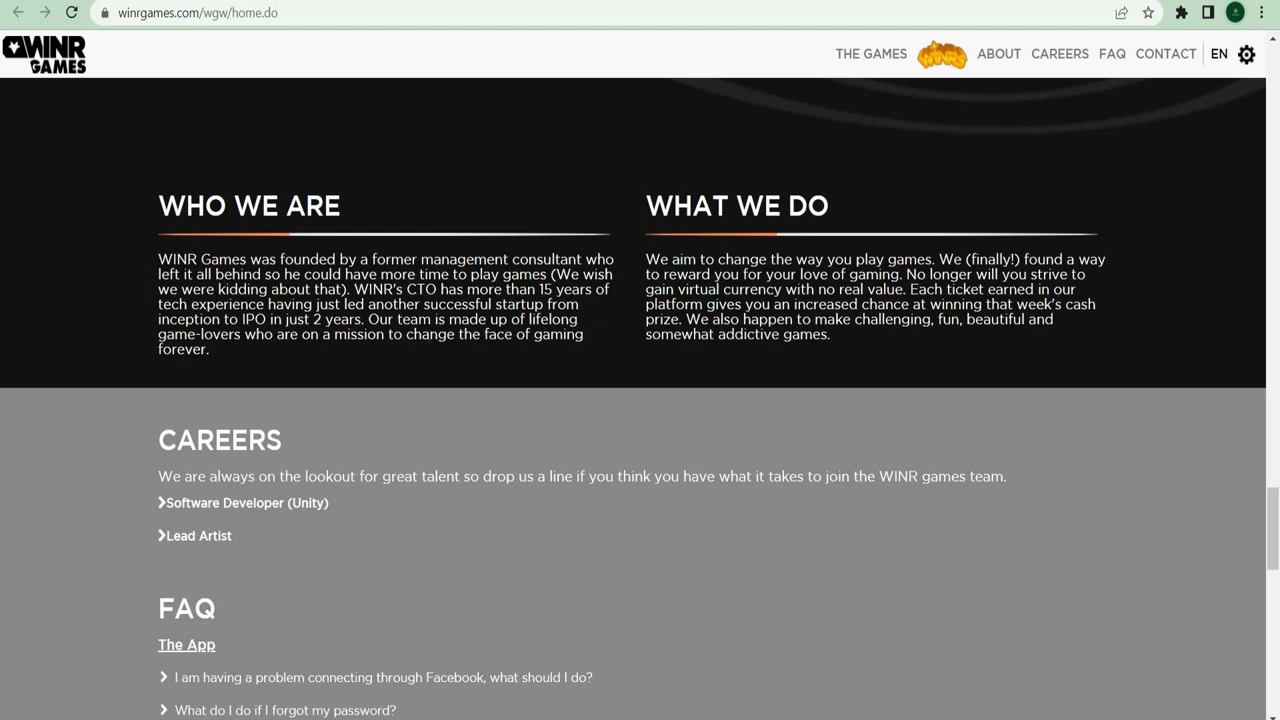 winrgames.com/wgw/home.do
WINR
GAMES
THE GAMES WINRS ABOUT CAREERS FAQ CONTACT EN
WHO WE ARE
WINR Games was founded by a former management consultant who
left it all behind so he could have more time to play games (We wish
we were kidding about that). WINR's CTO has more than 15 years of
tech experience having just led another successful startup from
inception to IPO in just 2 years. Our team is made up of lifelong
game-lovers who are on a mission to change the face of gaming
forever.
WHAT WE DO
We aim to change the way you play games. We (finally!) found a way
to reward you for your love of gaming. No longer will you strive to
gain virtual currency with no real value. Each ticket earned in our
platform gives you an increased chance at winning that week's cash
prize. We also happen to make challenging, fun, beautiful and
somewhat addictive games.
CAREERS
We are always on the lookout for great talent so drop us a line if you think you have what it takes to join the WINR games team.
Software Developer (Unity)
Lead Artist
FAQ
The App
I am having a problem connecting through Facebook, what should I do?
What do I do if I forgot my password?